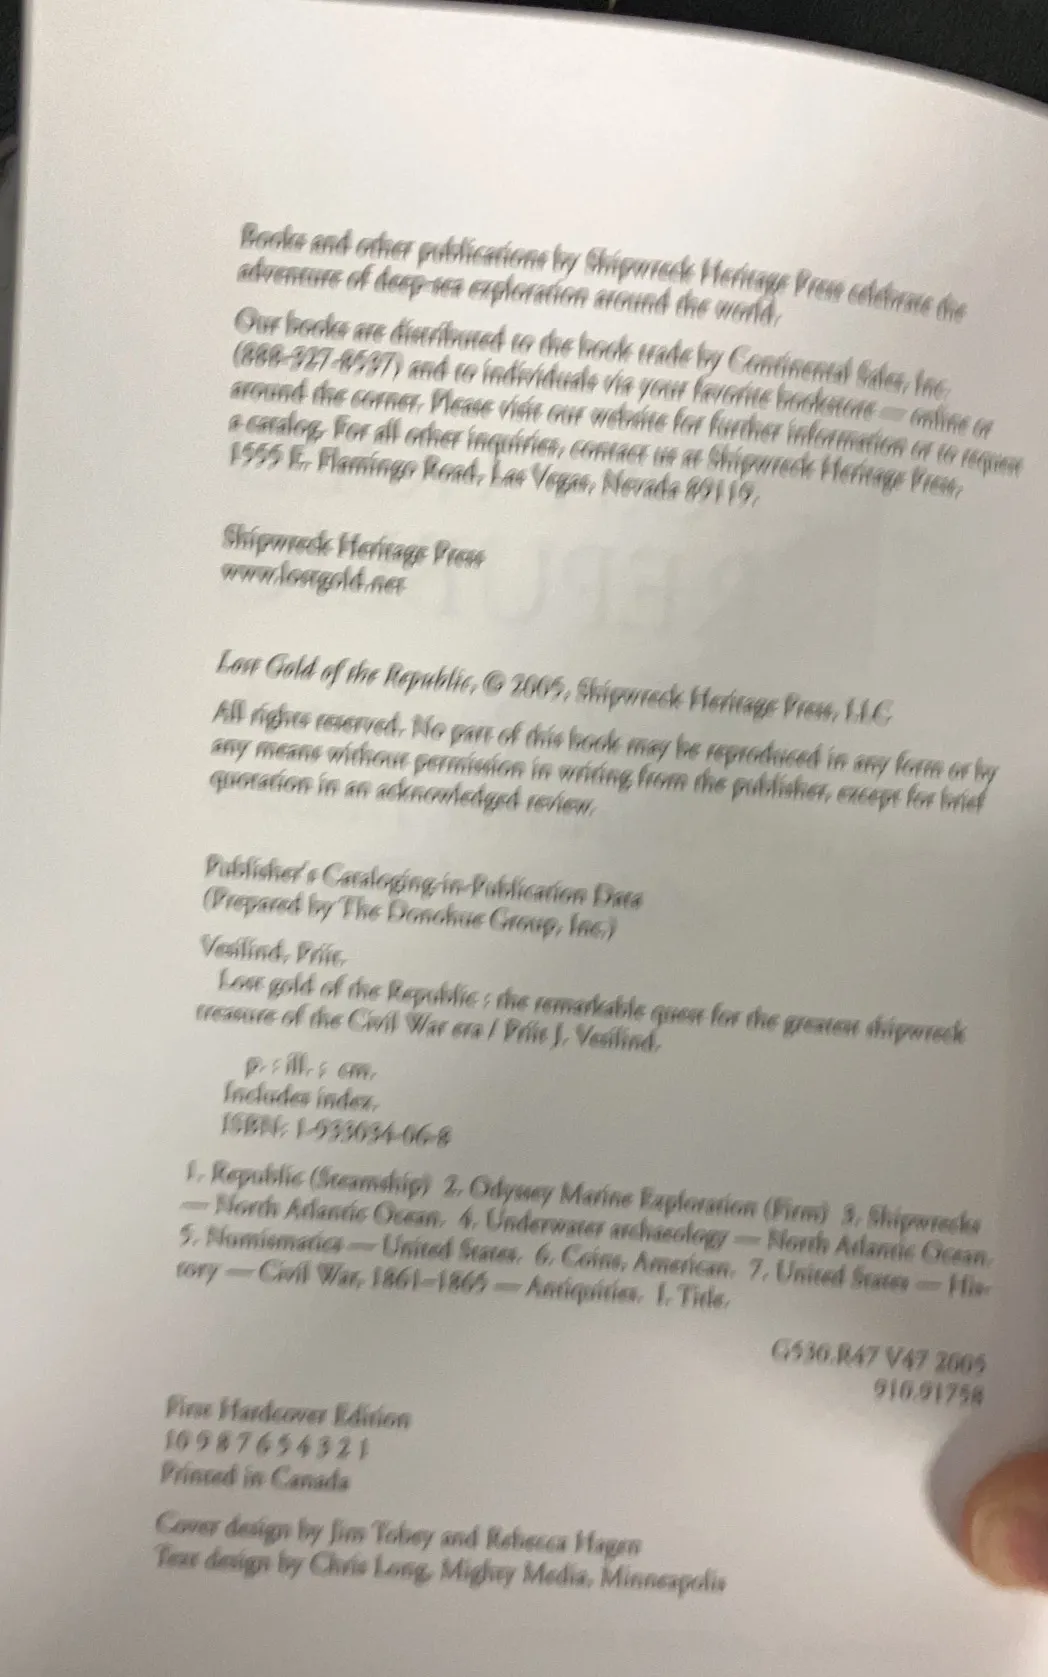 Books and other publications by Shipwreck Heritage Press celebrate the
adventure of deep-sea exploration around the world.
Our books are distributed to the book trade by Continental Sales, Inc.
(888-327-8537) and to individuals via your favorite bookstore — online or
around the corner. Please visit our website for further information or to request
a catalog. For all other inquiries, contact us at Shipwreck Heritage Press,
1555 E. Flamingo Road, Las Vegas, Nevada 89119.
Shipwreck Heritage Press
www.lostgold.net
Lost Gold of the Republic, © 2005, Shipwreck Heritage Press, LLC
All rights reserved. No part of this book may be reproduced in any form or by
any means without permission in writing from the publisher, except for brief
quotation in an acknowledged review.
Publisher's Cataloging-in-Publication Data
(Prepared by The Donohue Group, Inc.)
Vesilind, Priit.
Lost gold of the Republic : the remarkable quest for the greatest shipwreck
treasure of the Civil War era / Priit J. Vesilind.
p. : ill. ; cm.
Includes index.
ISBN: 1-933034-06-8
1. Republic (Steamship) 2. Odyssey Marine Exploration (Firm) 3. Shipwrecks
— North Atlantic Ocean. 4. Underwater archaeology — North Atlantic Ocean.
5. Numismatics — United States. 6. Coins, American. 7. United States — His-
tory — Civil War, 1861–1865 — Antiquities. I. Title.
G530.R47 V47 2005
910.91758
First Hardcover Edition
10 9 8 7 6 5 4 3 2 1
Printed in Canada
Cover design by Jim Tobey and Rebecca Hagen
Text design by Chris Long, Mighty Media, Minneapolis